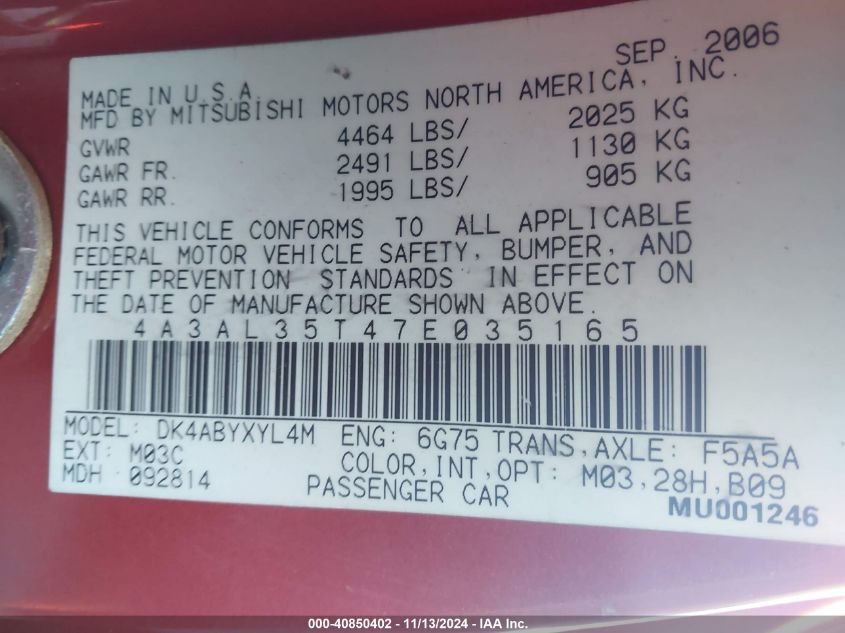 SEP. 2006
MADE IN U.S.A.
MFD BY MITSUBISHI MOTORS NORTH AMERICA, INC.
GVWR 4464 LBS/ 2025 KG
GAWR FR. 2491 LBS/ 1130 KG
GAWR RR. 1995 LBS/ 905 KG
THIS VEHICLE CONFORMS TO ALL APPLICABLE
FEDERAL MOTOR VEHICLE SAFETY, BUMPER, AND
THEFT PREVENTION STANDARDS IN EFFECT ON
THE DATE OF MANUFACTURE SHOWN ABOVE.
4A3AL35T47E035165
MODEL: DK4ABYXYL4M ENG: 6G75 TRANS,AXLE: F5A5A
EXT: M03C COLOR,INT,OPT: M03,28H,B09
MDH 092814 PASSENGER CAR
MU001246
000-40850402 - 11/13/2024 - IAA Inc.